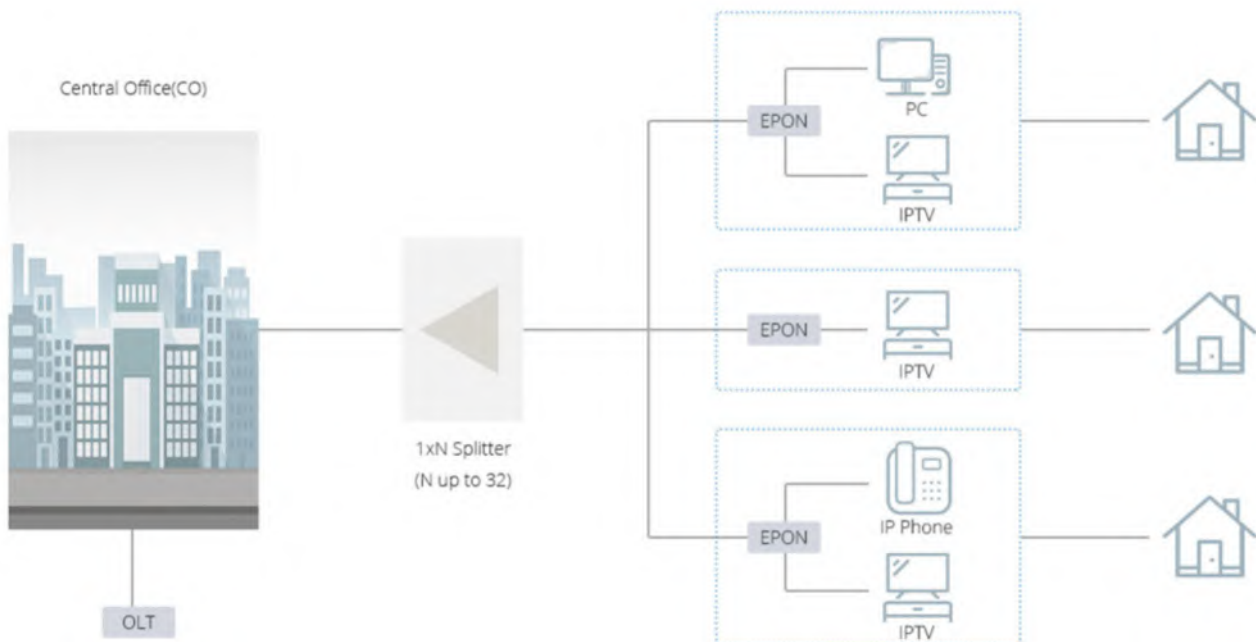 Central Office(CO)
OLT
1xN Splitter
(N up to 32)
EPON
PC
IPTV
EPON
IPTV
EPON
IP Phone
IPTV